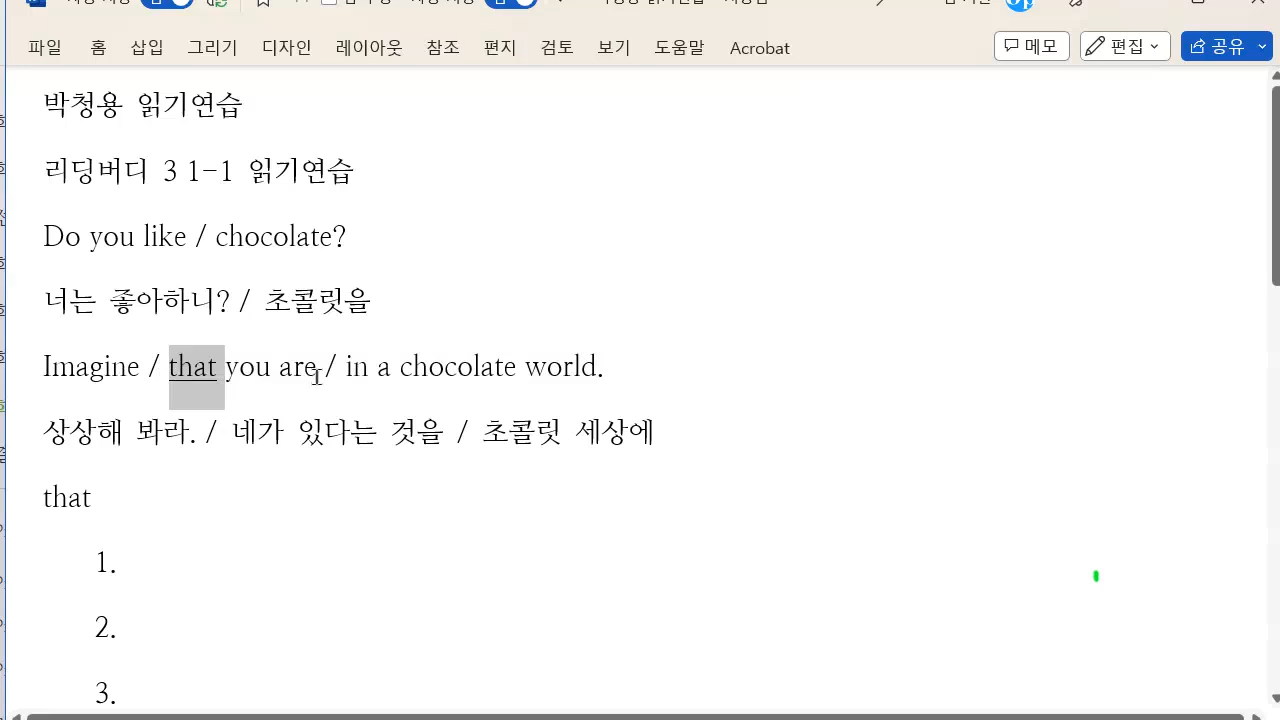 파일 홈 삽입 그리기 디자인 레이아웃 참조 편지 검토 보기 도움말 Acrobat 메모 편집 공유
박청용 읽기연습
리딩버디 3 1-1 읽기연습
Do you like / chocolate?
너는 좋아하니? / 초콜릿을
Imagine / that you are / in a chocolate world.
상상해 봐라. / 네가 있다는 것을 / 초콜릿 세상에
that
1.
2.
3.